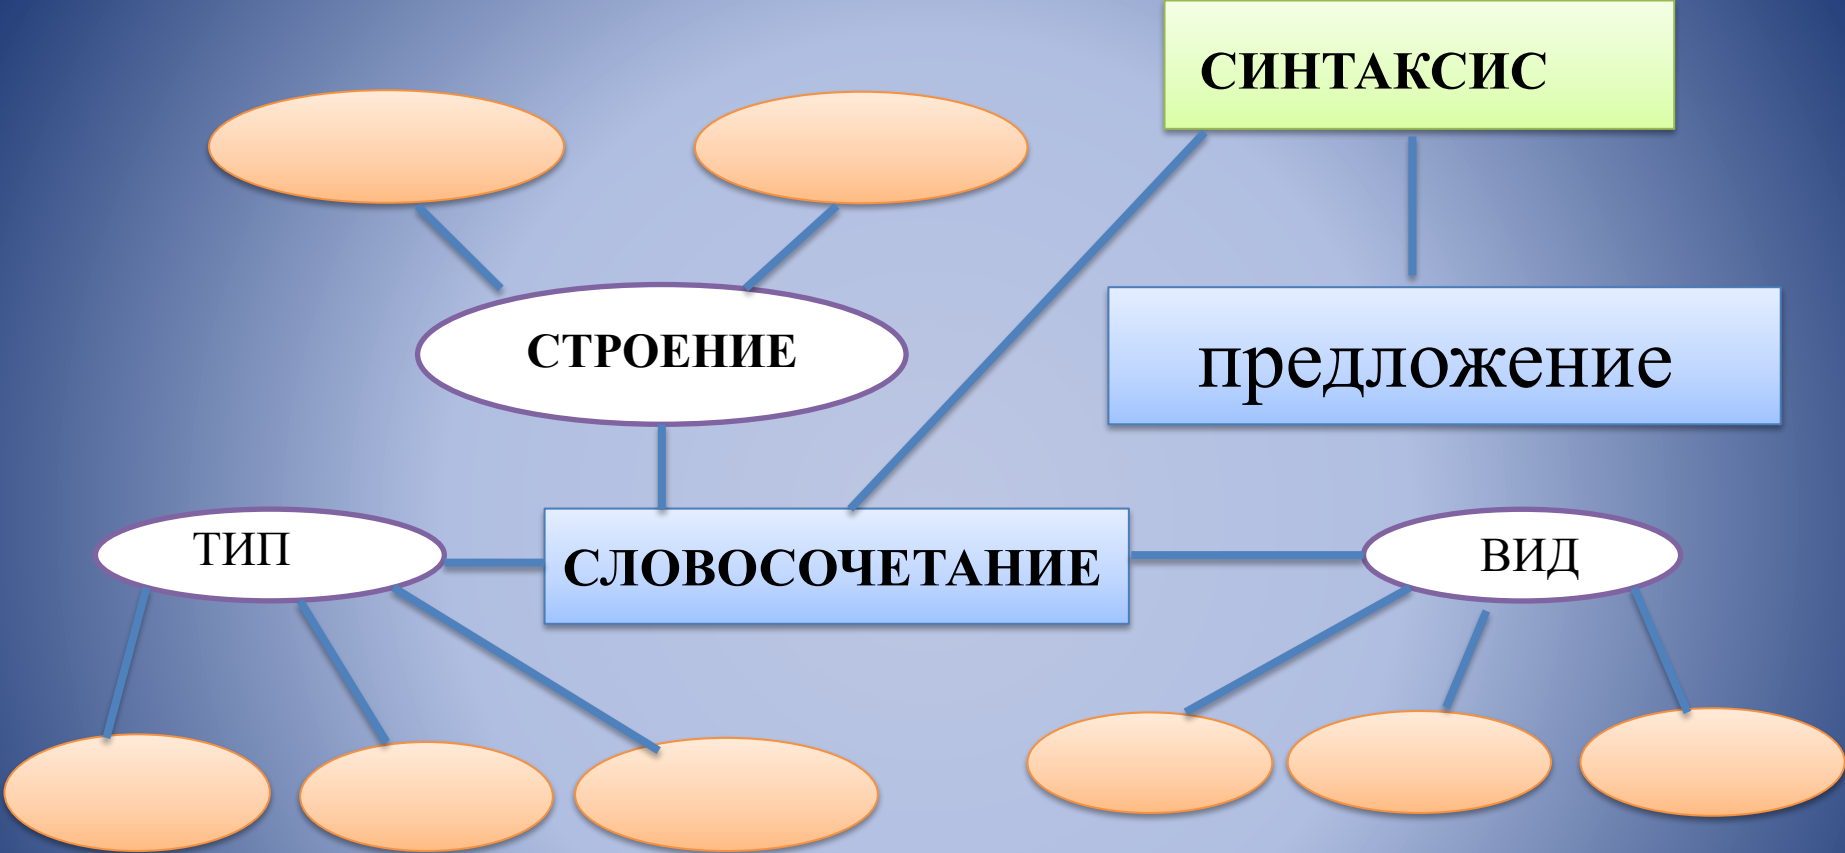 СИНТАКСИС
СТРОЕНИЕ
предложение
ТИП
СЛОВОСОЧЕТАНИЕ
ВИД